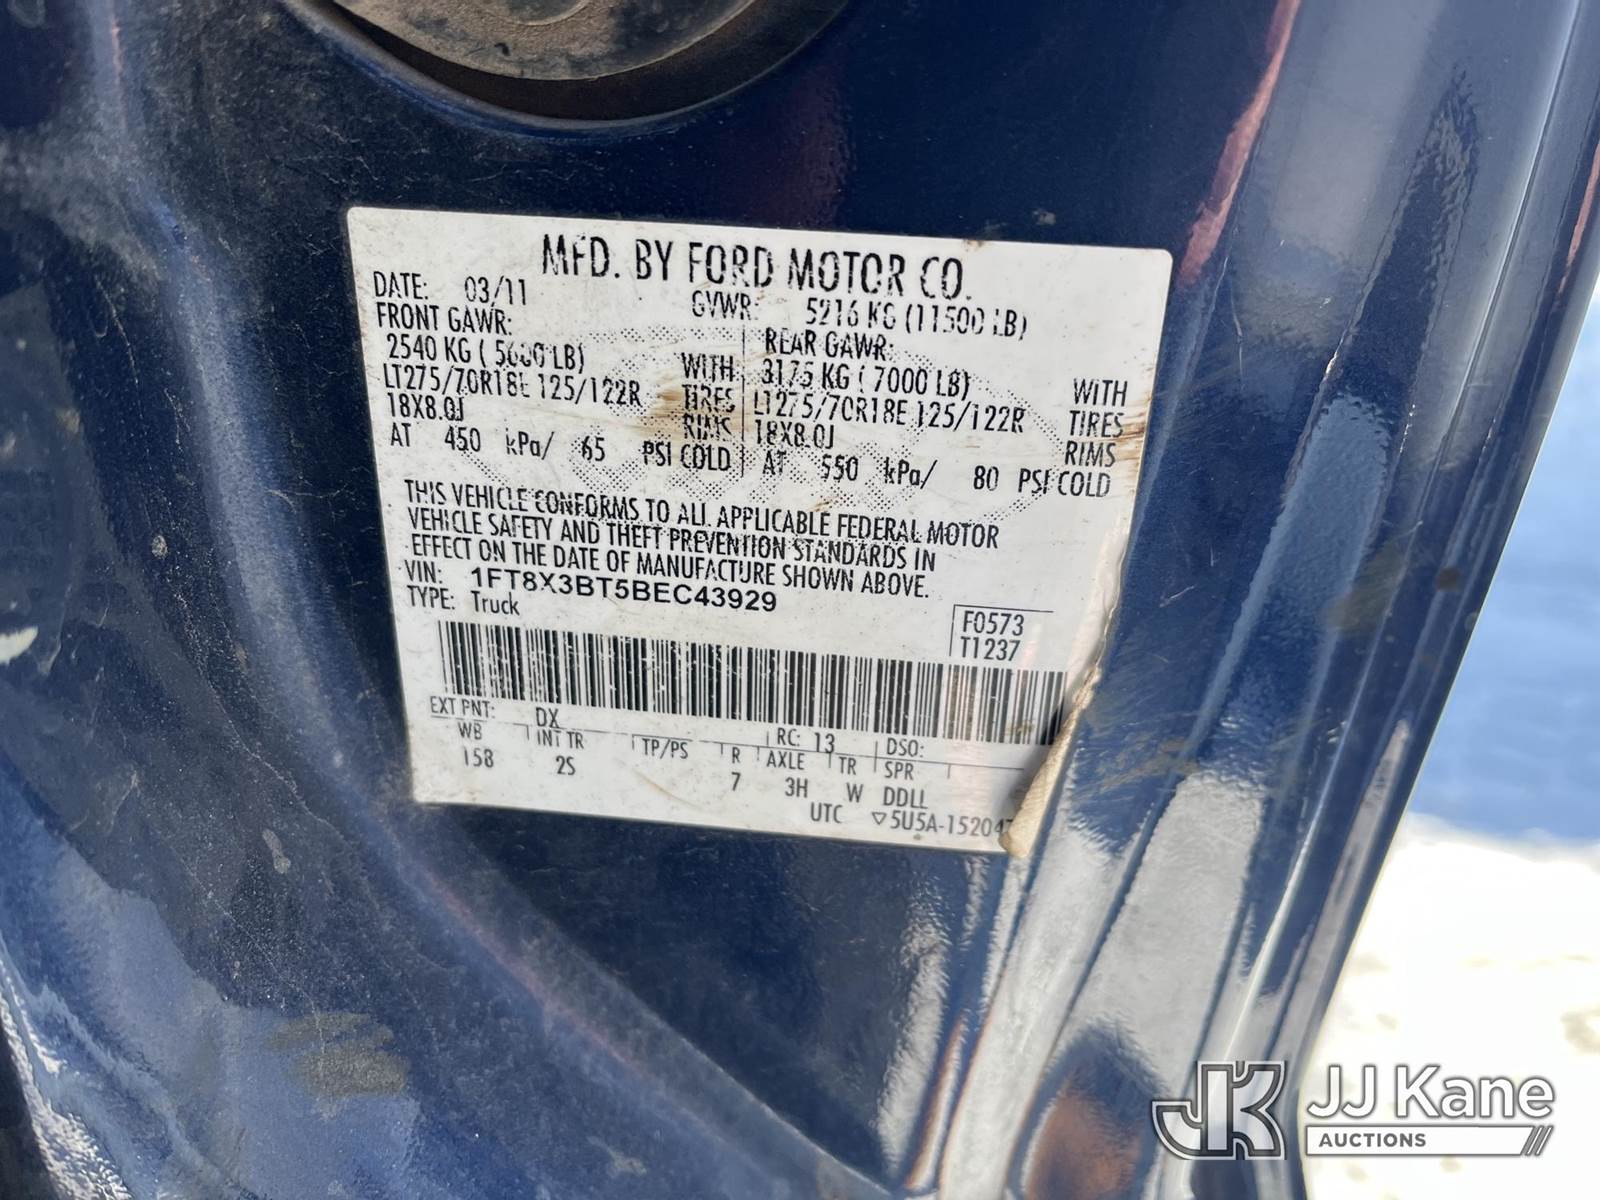 MFD. BY FORD MOTOR CO.
DATE: 03/11 GVWR: 5216 KG (11500 LB)
FRONT GAWR: REAR GAWR:
2540 KG ( 5600 LB) WITH 3175 KG ( 7000 LB) WITH
LT275/70R18E 125/122R TIRES LT275/70R18E 125/122R TIRES
18X8.0J RIMS 18X8.0J RIMS
AT 450 kPa/ 65 PSI COLD AT 550 kPa/ 80 PSI COLD
THIS VEHICLE CONFORMS TO ALL APPLICABLE FEDERAL MOTOR
VEHICLE SAFETY AND THEFT PREVENTION STANDARDS IN
EFFECT ON THE DATE OF MANUFACTURE SHOWN ABOVE.
VIN: 1FT8X3BT5BEC43929
TYPE: Truck
F0573
T1237
EXT PNT: DX RC: 13 DSO:
WB INT TR TP/PS R AXLE TR SPR
158 2S 7 3H W DDLL
UTC ▽5U5A-15204
JK JJ Kane
AUCTIONS